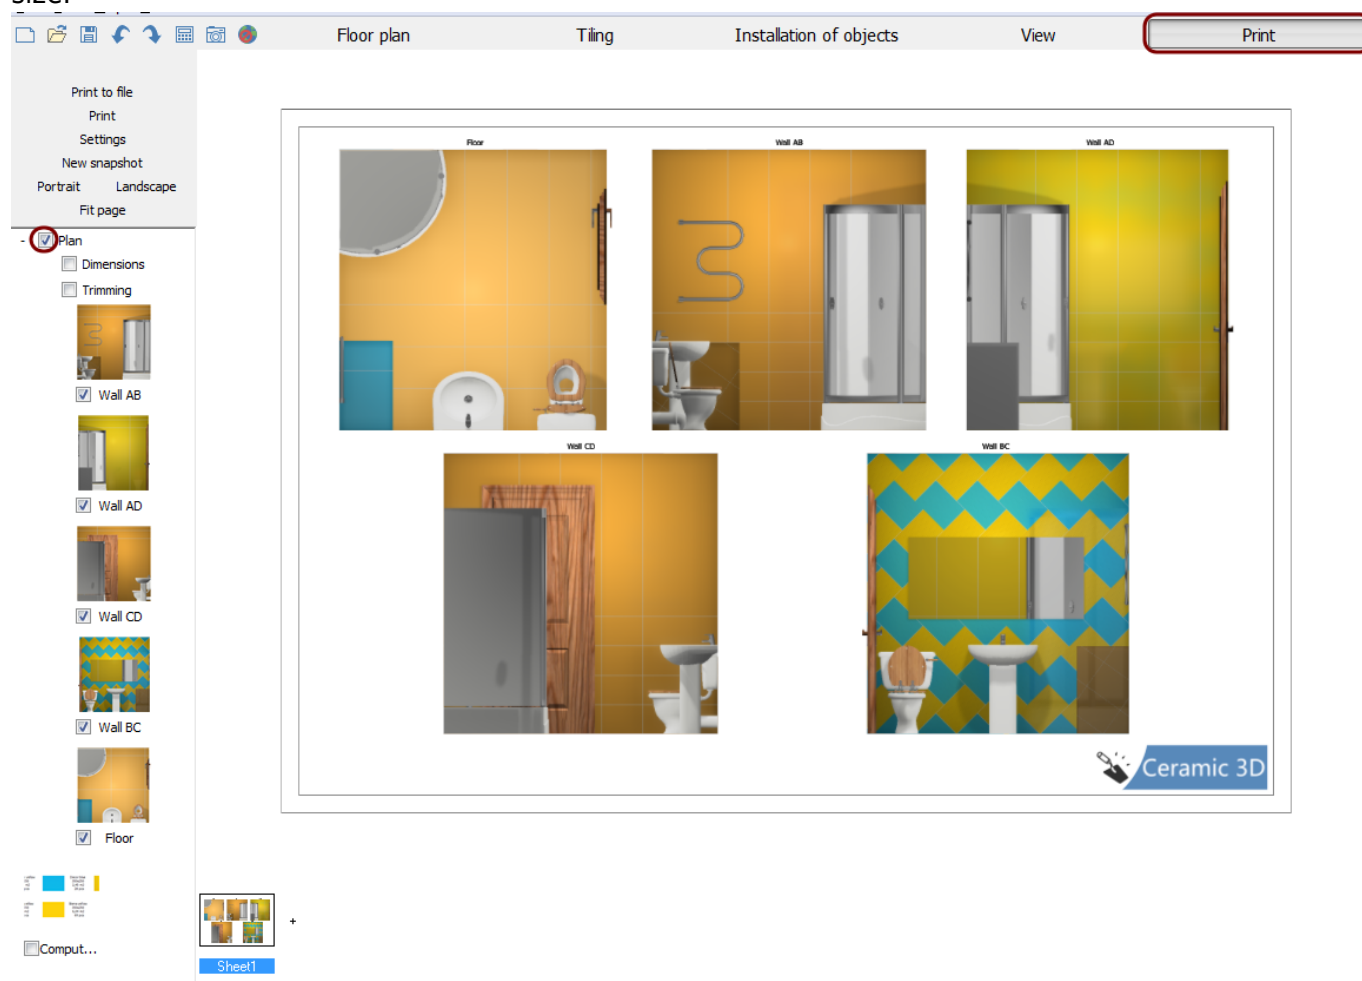 size.
Floor plan
Tiling
Installation of objects
View
Print
Print to file
Print
Settings
New snapshot
Portrait Landscape
Fit page
- Plan
Dimensions
Trimming
Wall AB
Wall AD
Wall CD
Wall BC
Floor
Comput...
Floor
Wall AB
Wall AD
Wall CD
Wall BC
Ceramic 3D
+
Sheet1